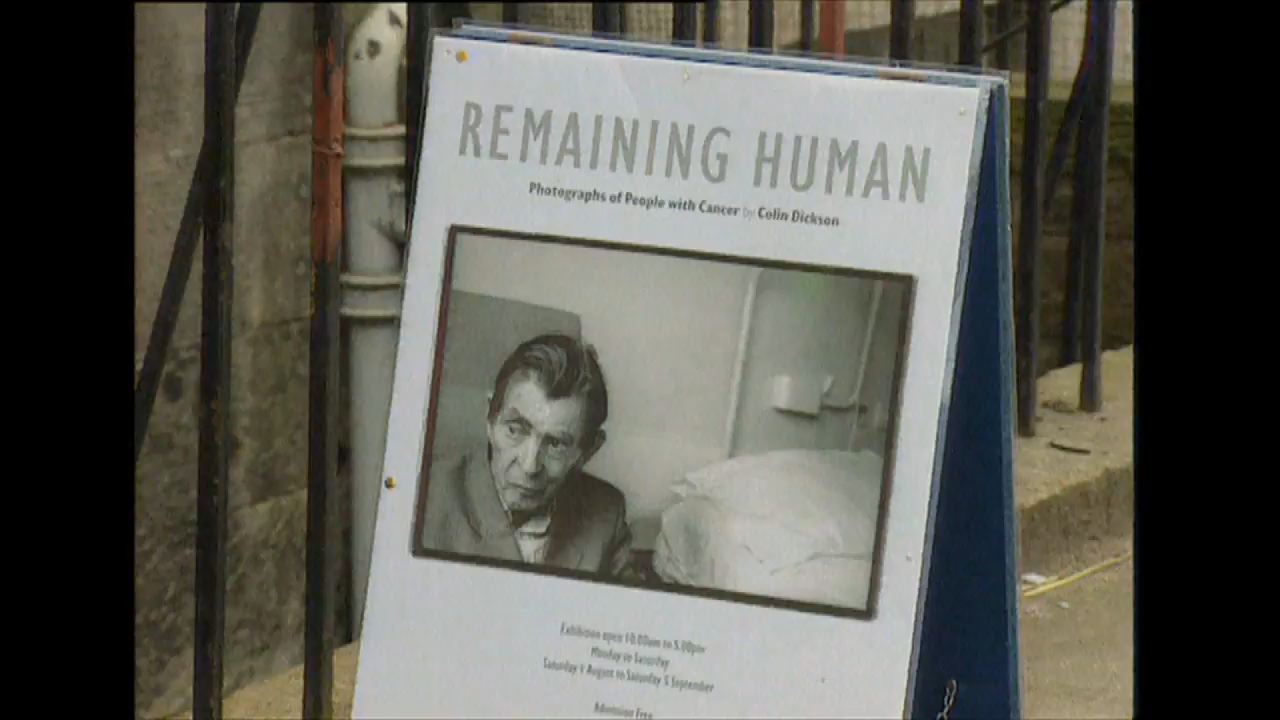 REMAINING HUMAN
Photographs of People with Cancer by Colin Dickson
Exhibition open 10.00am to 5.00pm
Monday to Saturday
Saturday 1 August to Saturday 5 September
Admission Free